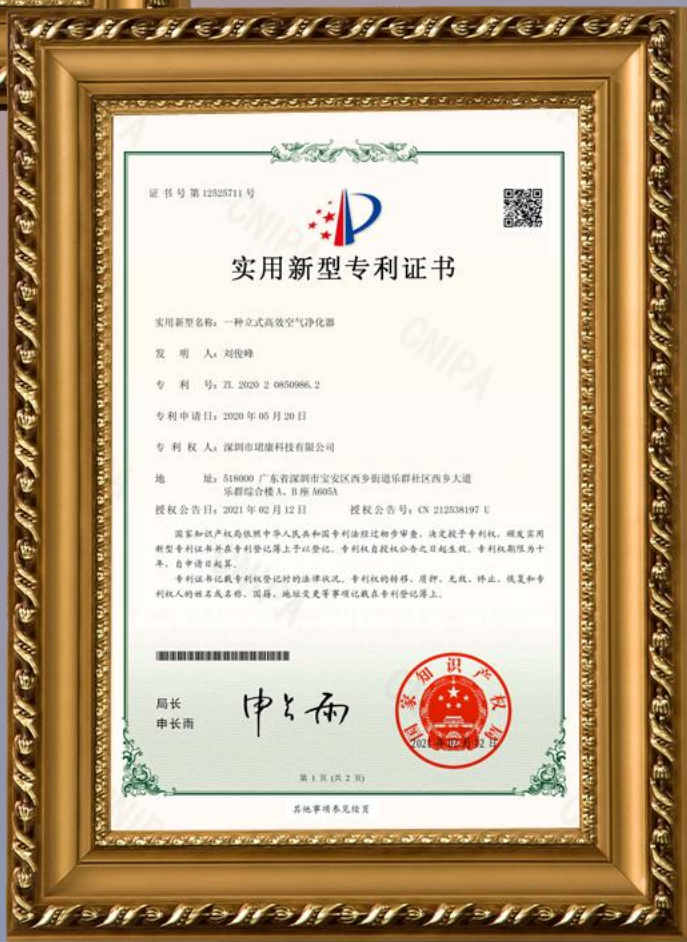 证书号第12525711号
实用新型专利证书
实用新型名称：一种立式高效空气净化器
发明人：刘俊峰
专利号：ZL 2020 2 0850986.2
专利申请日：2020年05月20日
专利权人：深圳市珺康科技有限公司
地址：518000 广东省深圳市宝安区西乡街道乐群社区西乡大道
乐群综合楼A、B座A605A
授权公告日：2021年02月12日 授权公告号：CN 212538197 U
国家知识产权局依照中华人民共和国专利法经过初步审查，决定授予专利权，颁发实用
新型专利证书并在专利登记簿上予以登记。专利权自授权公告之日起生效。专利权期限为十
年，自申请日起算。
专利证书记载专利权登记时的法律状况。专利权的转移、质押、无效、终止、恢复和专
利权人的姓名或名称、国籍、地址变更等事项记载在专利登记簿上。
局长
申长雨
申长雨
国家知识产权局
2021年02月12日
第1页(共2页)
其他事项参见续页
CNIPA
CNIPA